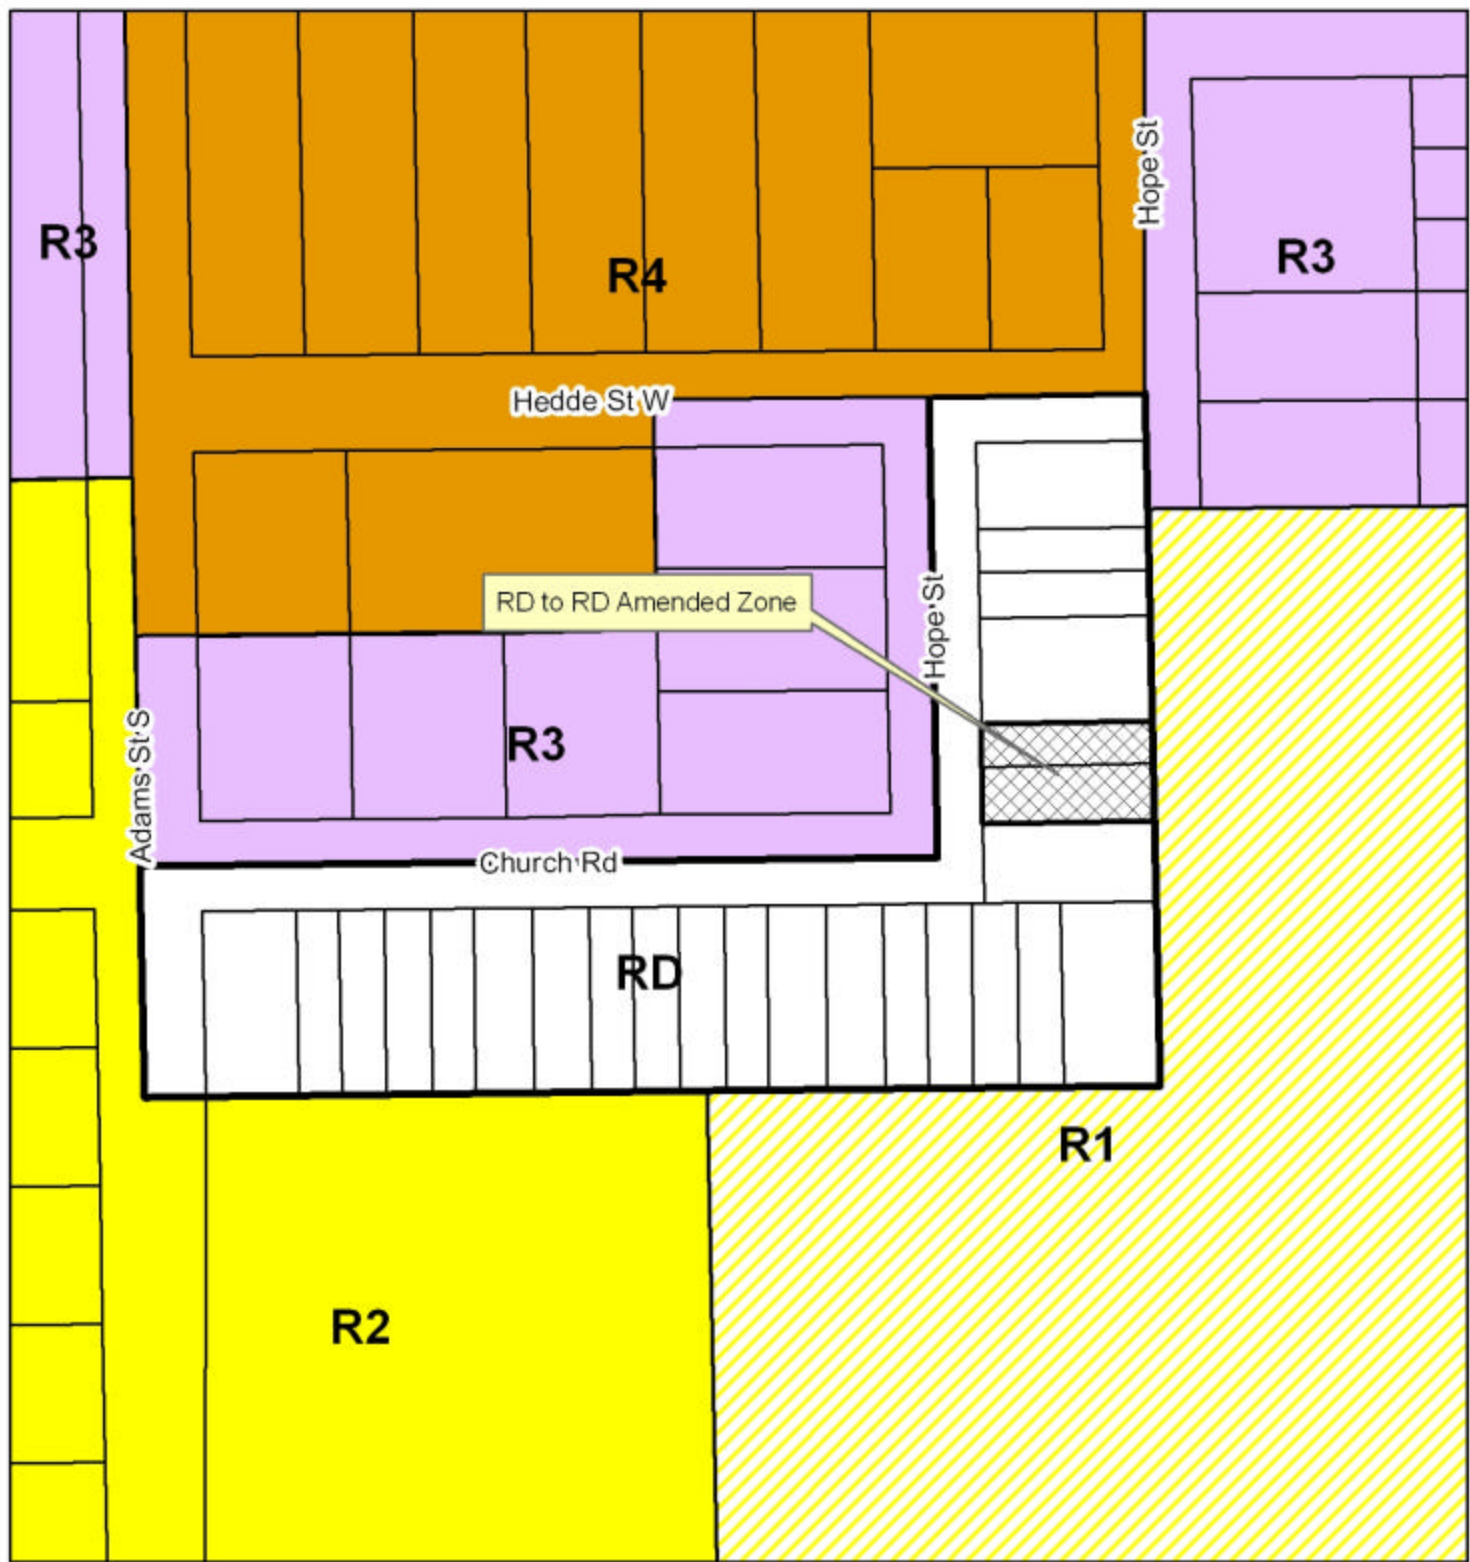 Hope St
R3
R3
R4
Hedde St W
RD to RD Amended Zone
Hope St
Adams St S
R3
Church Rd
RD
R1
R2